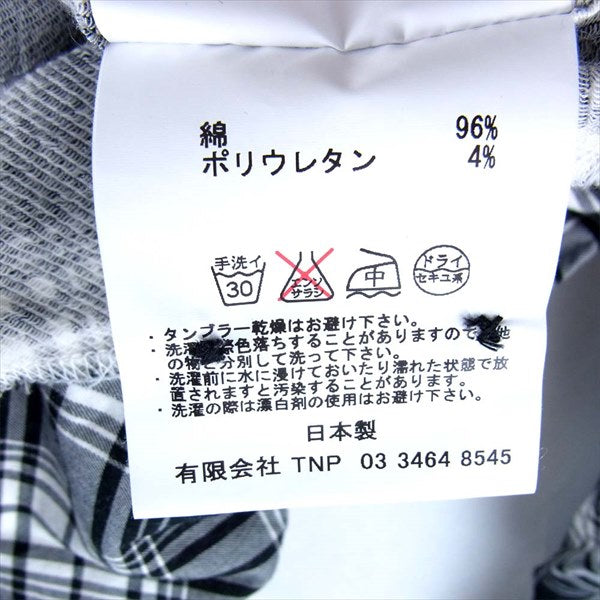 綿 96%
ポリウレタン 4%
手洗イ エンソ ドライ
30 サラシ 中 セキユ系
・タンブラー乾燥はお避け下さい。
・洗濯 際色落ちすることがありますので 他
の物と分別して洗って下さい。
・洗濯前に水に浸けておいたり濡れた状態で放
置されますと汚染することがあります。
・洗濯の際は漂白剤の使用はお避け下さい。
日本製
有限会社 TNP 03 3464 8545